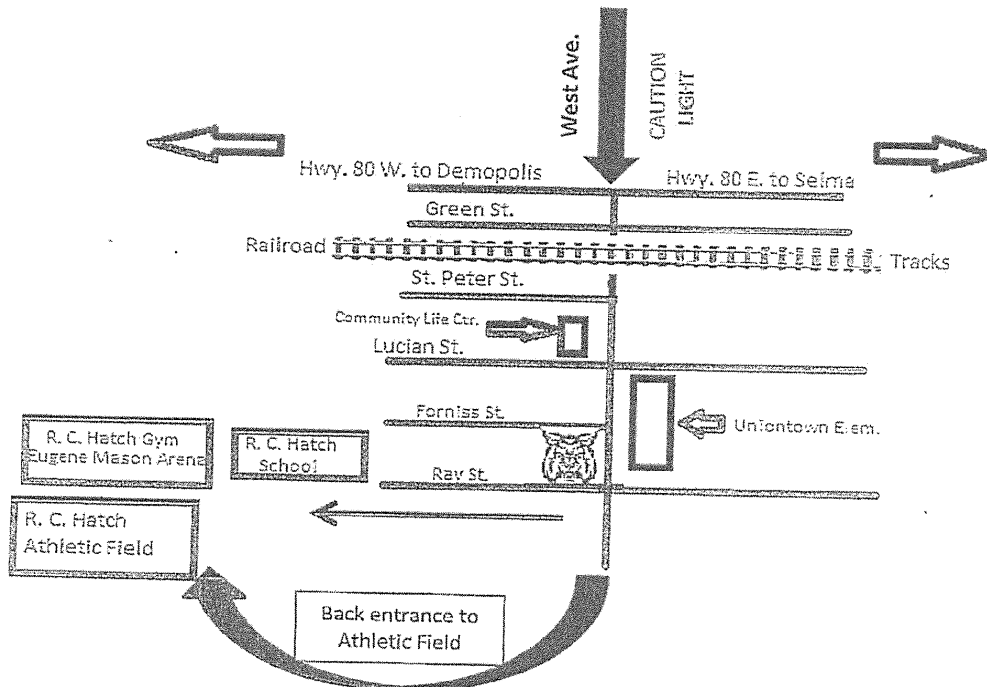 West Ave.
CAUTION
LIGHT
Hwy. 80 W. to Demopolis
Hwy. 80 E. to Selma
Green St.
Railroad
Tracks
St. Peter St.
Community Life Ctr.
Lucian St.
Forniss St.
Uniontown Elem.
R. C. Hatch Gym
Eugene Mason Arena
R. C. Hatch
School
Ray St.
R. C. Hatch
Athletic Field
Back entrance to
Athletic Field